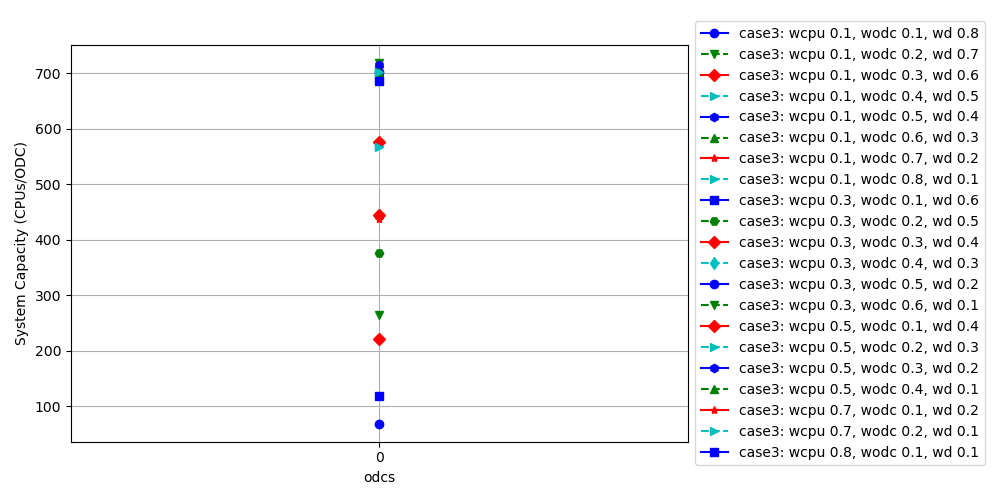 case3: wcpu 0.1, wodc 0.1, wd 0.8
case3: wcpu 0.1, wodc 0.2, wd 0.7
case3: wcpu 0.1, wodc 0.3, wd 0.6
case3: wcpu 0.1, wodc 0.4, wd 0.5
case3: wcpu 0.1, wodc 0.5, wd 0.4
case3: wcpu 0.1, wodc 0.6, wd 0.3
case3: wcpu 0.1, wodc 0.7, wd 0.2
case3: wcpu 0.1, wodc 0.8, wd 0.1
case3: wcpu 0.3, wodc 0.1, wd 0.6
case3: wcpu 0.3, wodc 0.2, wd 0.5
case3: wcpu 0.3, wodc 0.3, wd 0.4
case3: wcpu 0.3, wodc 0.4, wd 0.3
case3: wcpu 0.3, wodc 0.5, wd 0.2
case3: wcpu 0.3, wodc 0.6, wd 0.1
case3: wcpu 0.5, wodc 0.1, wd 0.4
case3: wcpu 0.5, wodc 0.2, wd 0.3
case3: wcpu 0.5, wodc 0.3, wd 0.2
case3: wcpu 0.5, wodc 0.4, wd 0.1
case3: wcpu 0.7, wodc 0.1, wd 0.2
case3: wcpu 0.7, wodc 0.2, wd 0.1
case3: wcpu 0.8, wodc 0.1, wd 0.1
System Capacity (CPUs/ODC)
700
600
500
400
300
200
100
0
odcs